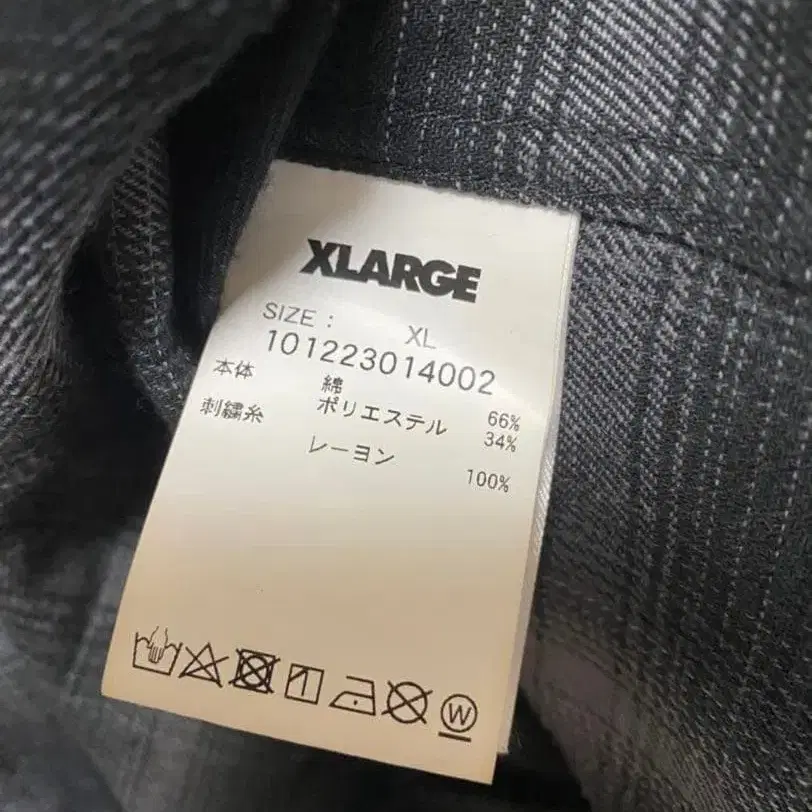 XLARGE
SIZE : XL
101223014002
本体 綿 66%
ポリエステル 34%
刺繍糸 レーヨン 100%
W